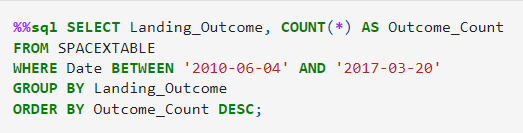 %%sql SELECT Landing_Outcome, COUNT(*) AS Outcome_Count
FROM SPACEXTABLE
WHERE Date BETWEEN '2010-06-04' AND '2017-03-20'
GROUP BY Landing_Outcome
ORDER BY Outcome_Count DESC;